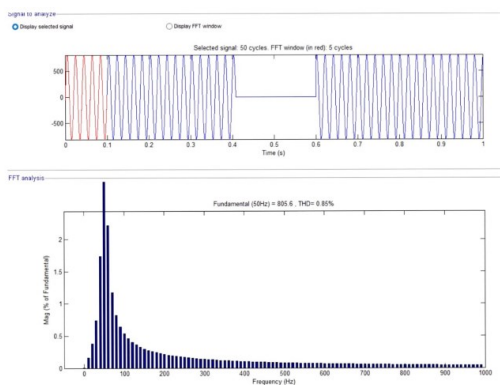 Signal to analyze
Display selected signal
Display FFT window
Selected signal: 50 cycles. FFT window (in red): 5 cycles
500
0
-500
0 0.1 0.2 0.3 0.4 0.5 0.6 0.7 0.8 0.9 1
Time (s)
FFT analysis
Fundamental (50Hz) = 805.6 , THD= 0.85%
2
1.5
1
0.5
0
Mag (% of Fundamental)
0 100 200 300 400 500 600 700 800 900 1000
Frequency (Hz)